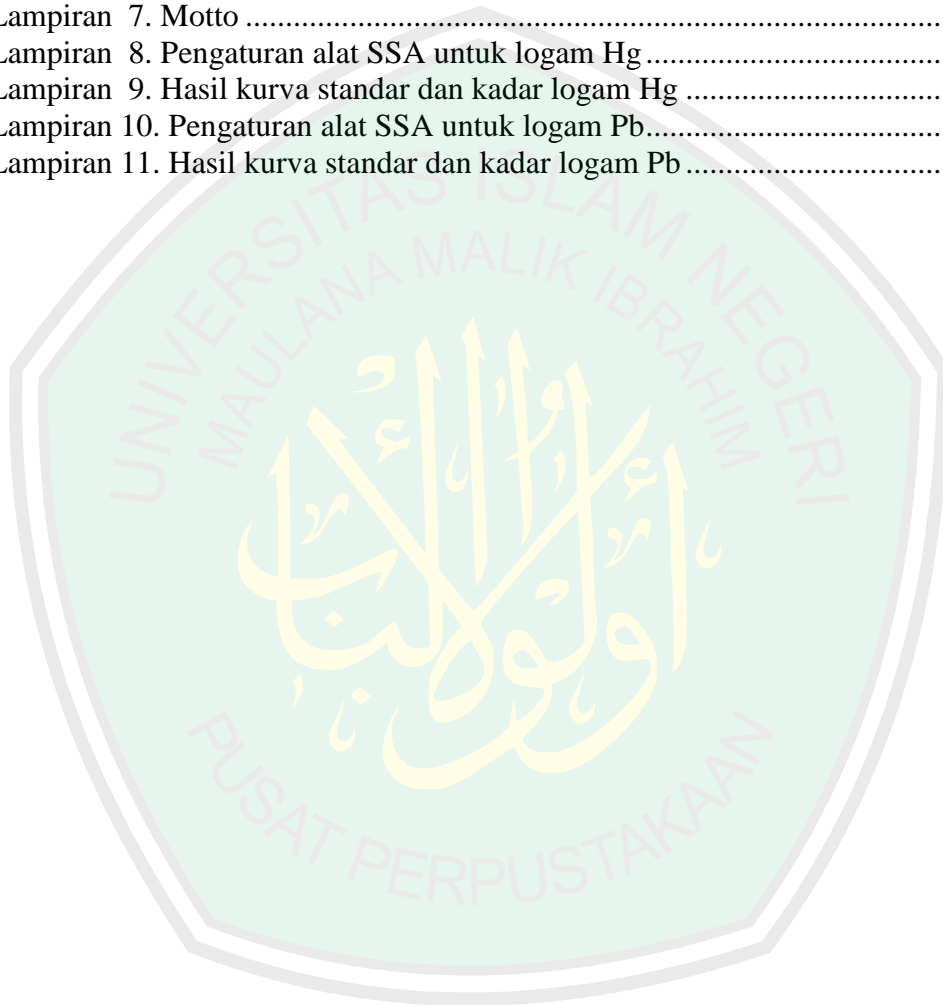 Lampiran 7. Motto ..........................................................................................
Lampiran 8. Pengaturan alat SSA untuk logam Hg ......................................
Lampiran 9. Hasil kurva standar dan kadar logam Hg .................................
Lampiran 10. Pengaturan alat SSA untuk logam Pb......................................
Lampiran 11. Hasil kurva standar dan kadar logam Pb .................................
UNIVERSITAS ISLAM NEGERI
MAULANA MALIK IBRAHIM
أولوا الألباب
PUSAT PERPUSTAKAAN